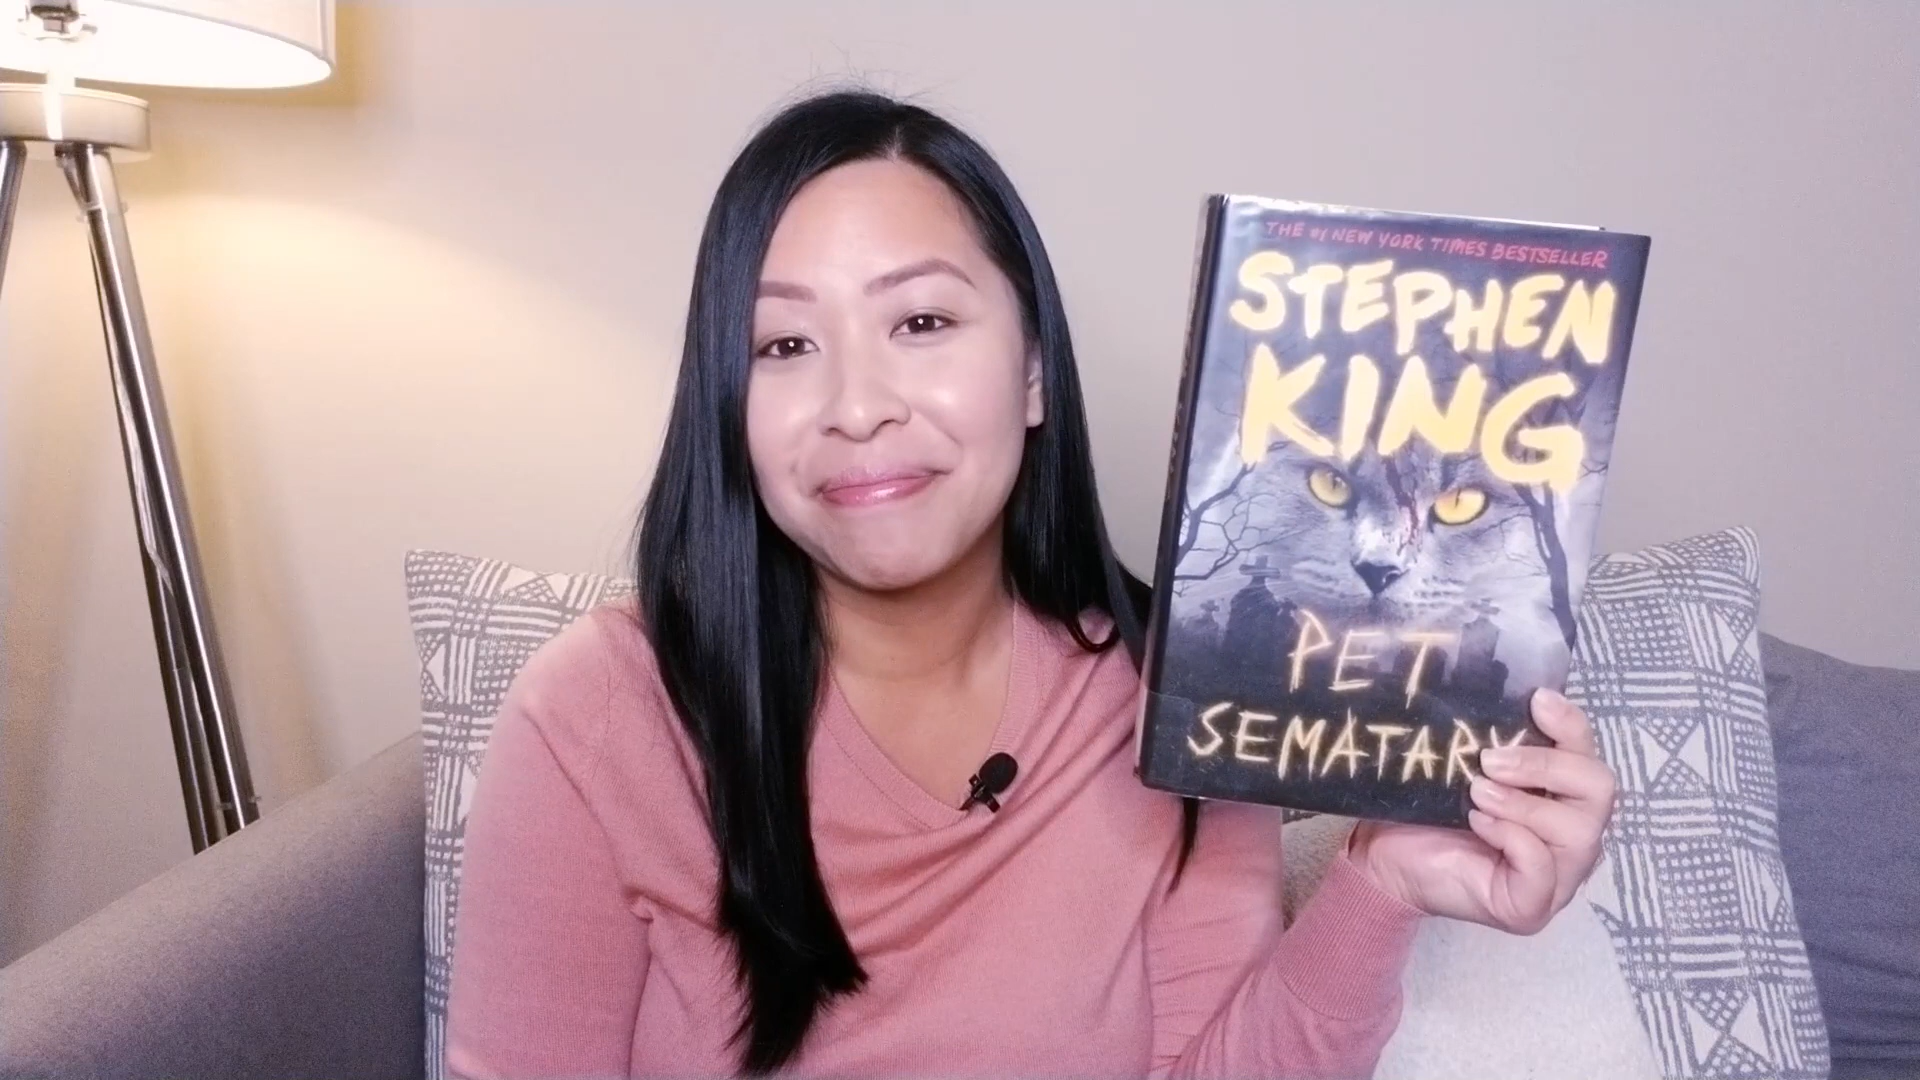 THE #1 NEW YORK TIMES BESTSELLER
STEPHEN
KING
PET
SEMATARY